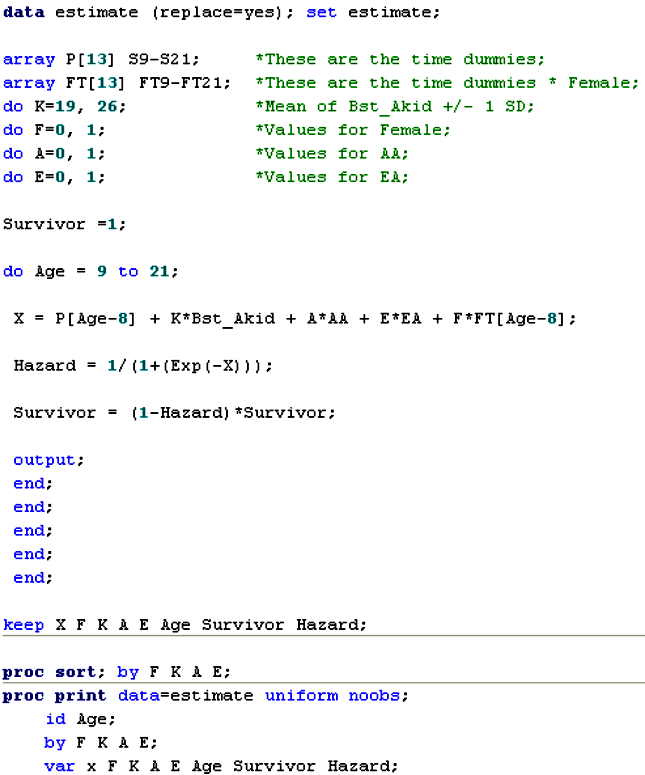 data estimate (replace=yes); set estimate;
array P[13] S9-S21; *These are the time dummies;
array FT[13] FT9-FT21; *These are the time dummies * Female;
do K=19, 26; *Mean of Bst_Akid +/- 1 SD;
do F=0, 1; *Values for Female;
do A=0, 1; *Values for AA;
do E=0, 1; *Values for EA;
Survivor =1;
do Age = 9 to 21;
X = P[Age-8] + K*Bst_Akid + A*AA + E*EA + F*FT[Age-8];
Hazard = 1/(1+(Exp(-X)));
Survivor = (1-Hazard)*Survivor;
output;
end;
end;
end;
end;
end;
keep X F K A E Age Survivor Hazard;
proc sort; by F K A E;
proc print data=estimate uniform noobs;
id Age;
by F K A E;
var x F K A E Age Survivor Hazard;